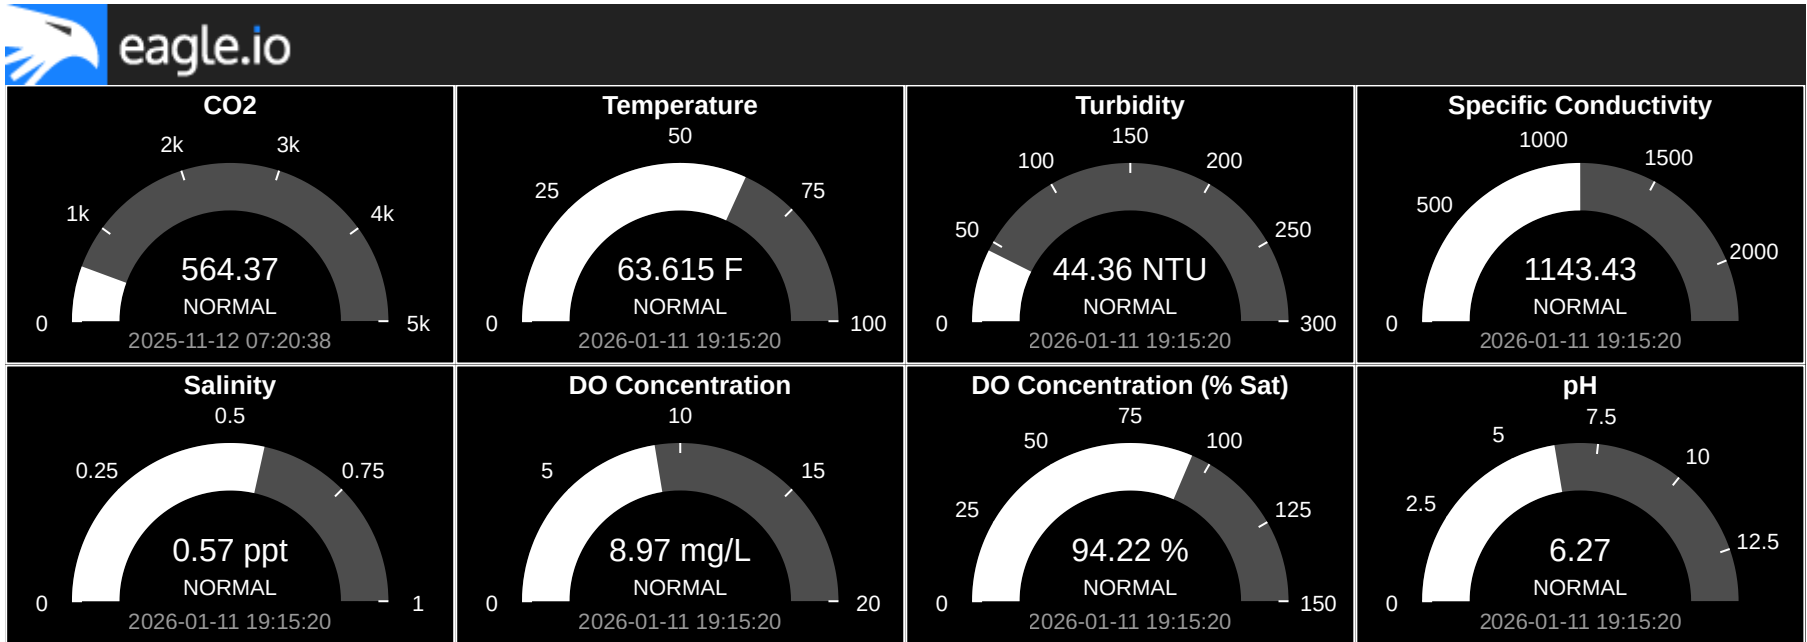 eagle.io
CO2
0
1k
2k
3k
4k
5k
564.37
NORMAL
2025-11-12 07:20:38
Temperature
0
25
50
75
100
63.615 F
NORMAL
2026-01-11 19:15:20
Turbidity
0
50
100
150
200
250
300
44.36 NTU
NORMAL
2026-01-11 19:15:20
Specific Conductivity
0
500
1000
1500
2000
1143.43
NORMAL
2026-01-11 19:15:20
Salinity
0
0.25
0.5
0.75
1
0.57 ppt
NORMAL
2026-01-11 19:15:20
DO Concentration
0
5
10
15
20
8.97 mg/L
NORMAL
2026-01-11 19:15:20
DO Concentration (% Sat)
0
25
50
75
100
125
150
94.22 %
NORMAL
2026-01-11 19:15:20
pH
0
2.5
5
7.5
10
12.5
6.27
NORMAL
2026-01-11 19:15:20